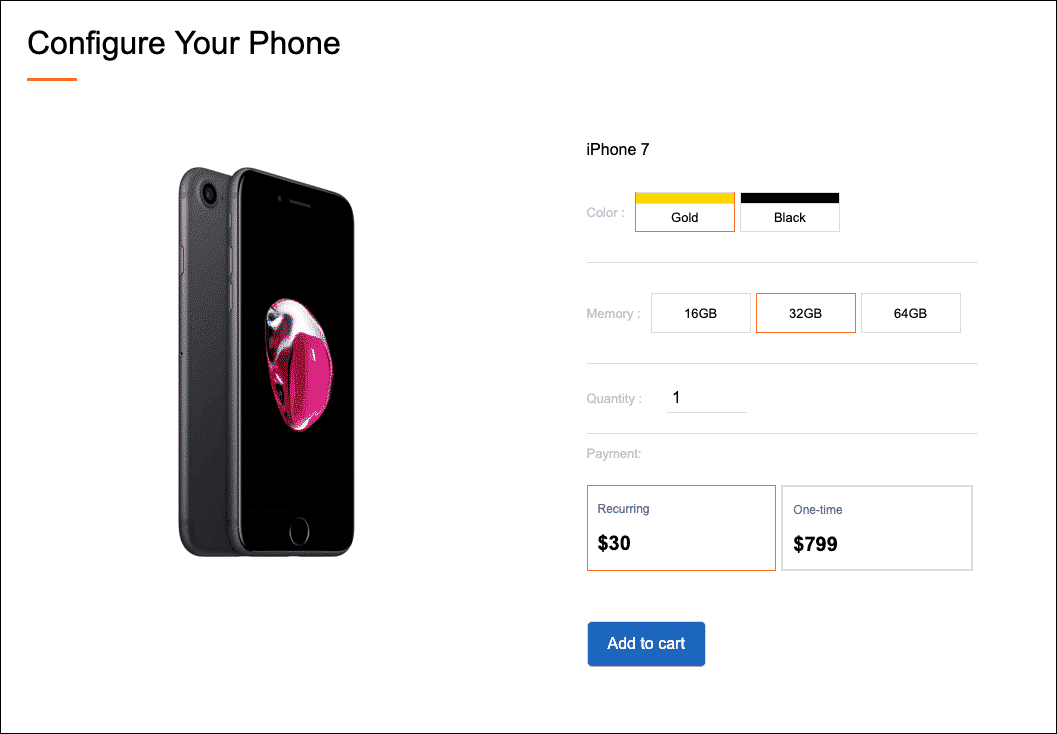 Configure Your Phone
iPhone 7
Color :
Gold
Black
Memory :
16GB
32GB
64GB
Quantity :
1
Payment:
Recurring
$30
One-time
$799
Add to cart